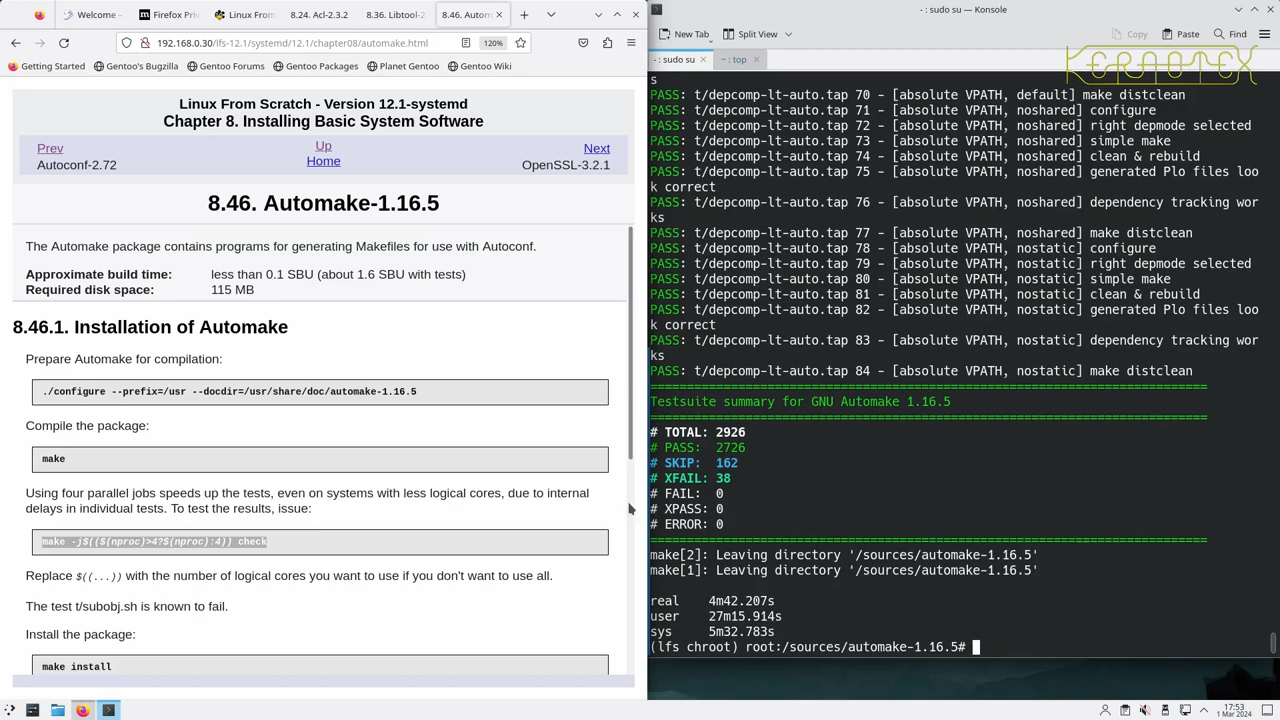 Welcome –
Firefox Priv
Linux From
8.24. Acl-2.3.2
8.36. Libtool-2.
8.46. Autom
192.168.0.30/lfs-12.1/systemd/12.1/chapter08/automake.html
120%
Getting Started
Gentoo's Bugzilla
Gentoo Forums
Gentoo Packages
Planet Gentoo
Gentoo Wiki
Linux From Scratch - Version 12.1-systemd
Chapter 8. Installing Basic System Software
Prev
Up
Next
Autoconf-2.72
Home
OpenSSL-3.2.1
8.46. Automake-1.16.5
The Automake package contains programs for generating Makefiles for use with Autoconf.
Approximate build time: less than 0.1 SBU (about 1.6 SBU with tests)
Required disk space: 115 MB
8.46.1. Installation of Automake
Prepare Automake for compilation:
./configure --prefix=/usr --docdir=/usr/share/doc/automake-1.16.5
Compile the package:
make
Using four parallel jobs speeds up the tests, even on systems with less logical cores, due to internal
delays in individual tests. To test the results, issue:
make -j$(($(nproc)>4?$(nproc):4)) check
Replace $((...)) with the number of logical cores you want to use if you don't want to use all.
The test t/subobj.sh is known to fail.
Install the package:
make install
- : sudo su — Konsole
New Tab
Split View
Copy
Paste
Find
- : sudo su
~ : top
KERNOTEX
s
PASS: t/depcomp-lt-auto.tap 70 - [absolute VPATH, default] make distclean
PASS: t/depcomp-lt-auto.tap 71 - [absolute VPATH, noshared] configure
PASS: t/depcomp-lt-auto.tap 72 - [absolute VPATH, noshared] right depmode selected
PASS: t/depcomp-lt-auto.tap 73 - [absolute VPATH, noshared] simple make
PASS: t/depcomp-lt-auto.tap 74 - [absolute VPATH, noshared] clean & rebuild
PASS: t/depcomp-lt-auto.tap 75 - [absolute VPATH, noshared] generated Plo files loo
k correct
PASS: t/depcomp-lt-auto.tap 76 - [absolute VPATH, noshared] dependency tracking wor
ks
PASS: t/depcomp-lt-auto.tap 77 - [absolute VPATH, noshared] make distclean
PASS: t/depcomp-lt-auto.tap 78 - [absolute VPATH, nostatic] configure
PASS: t/depcomp-lt-auto.tap 79 - [absolute VPATH, nostatic] right depmode selected
PASS: t/depcomp-lt-auto.tap 80 - [absolute VPATH, nostatic] simple make
PASS: t/depcomp-lt-auto.tap 81 - [absolute VPATH, nostatic] clean & rebuild
PASS: t/depcomp-lt-auto.tap 82 - [absolute VPATH, nostatic] generated Plo files loo
k correct
PASS: t/depcomp-lt-auto.tap 83 - [absolute VPATH, nostatic] dependency tracking wor
ks
PASS: t/depcomp-lt-auto.tap 84 - [absolute VPATH, nostatic] make distclean
============================================================================
Testsuite summary for GNU Automake 1.16.5
============================================================================
# TOTAL: 2926
# PASS: 2726
# SKIP: 162
# XFAIL: 38
# FAIL: 0
# XPASS: 0
# ERROR: 0
============================================================================
make[2]: Leaving directory '/sources/automake-1.16.5'
make[1]: Leaving directory '/sources/automake-1.16.5'
real 4m42.207s
user 27m15.914s
sys 5m32.783s
(lfs chroot) root:/sources/automake-1.16.5#
17:53
1 Mar 2024